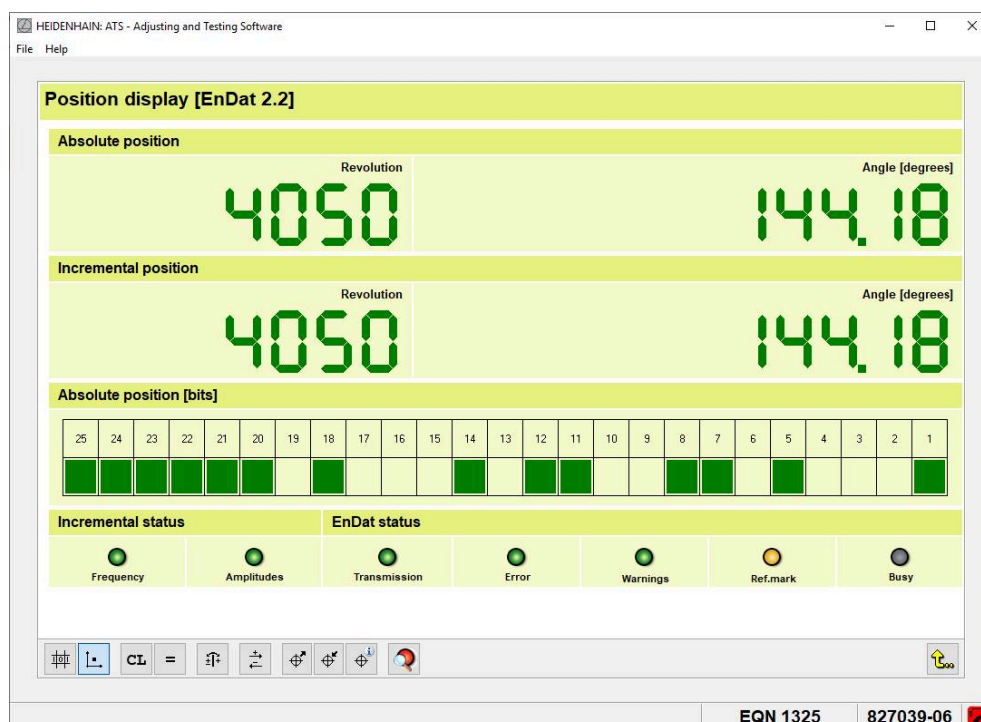 HEIDENHAIN: ATS - Adjusting and Testing Software
File Help
Position display [EnDat 2.2]
Absolute position
Revolution Angle [degrees]
4050 144.18
Incremental position
Revolution Angle [degrees]
4050 144.18
Absolute position [bits]
25 24 23 22 21 20 19 18 17 16 15 14 13 12 11 10 9 8 7 6 5 4 3 2 1
Incremental status EnDat status
Frequency Amplitudes Transmission Error Warnings Ref.mark Busy
CL =
EQN 1325 827039-06